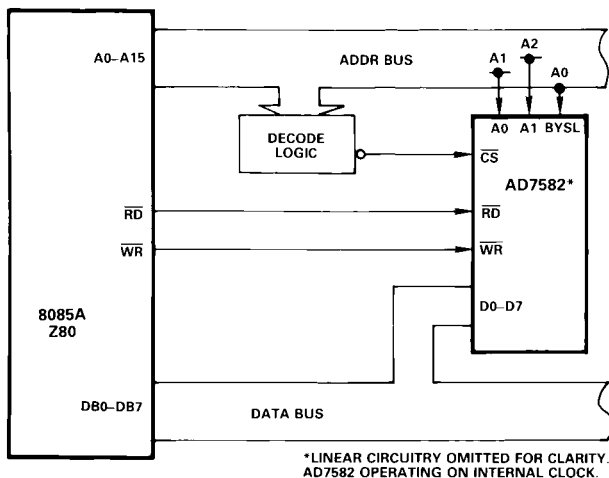 A0–A15
ADDR BUS
A1
A2
A0
A0 A1 BYSL
DECODE
LOGIC
CS
AD7582*
RD
RD
WR
WR
8085A
Z80
D0–D7
DB0–DB7
DATA BUS
*LINEAR CIRCUITRY OMITTED FOR CLARITY.
AD7582 OPERATING ON INTERNAL CLOCK.